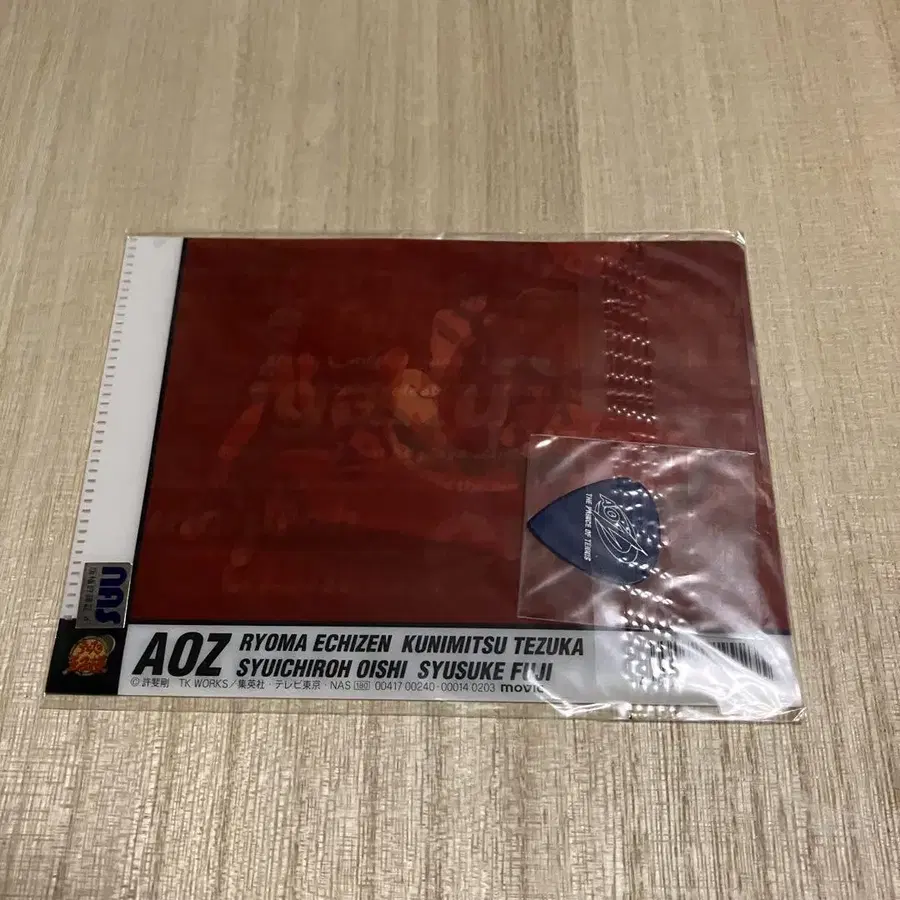 AOZ
RYOMA ECHIZEN KUNIMITSU TEZUKA
SYUICHIROH OISHI SYUSUKE FUJI
© 許斐剛 TK WORKS/集英社・テレビ東京・NAS 00417 00240-00014 0203 movic
NAS
THE PRINCE OF TENNIS
AOZ